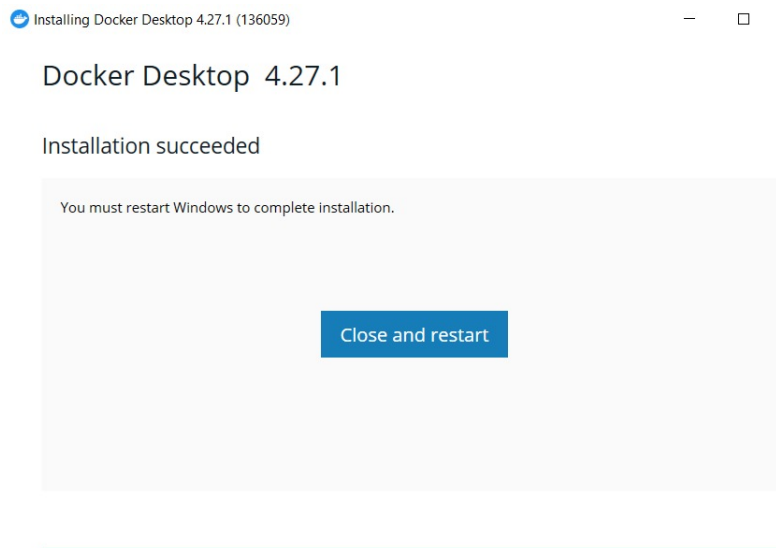 Installing Docker Desktop 4.27.1 (136059)
Docker Desktop 4.27.1
Installation succeeded
You must restart Windows to complete installation.
Close and restart